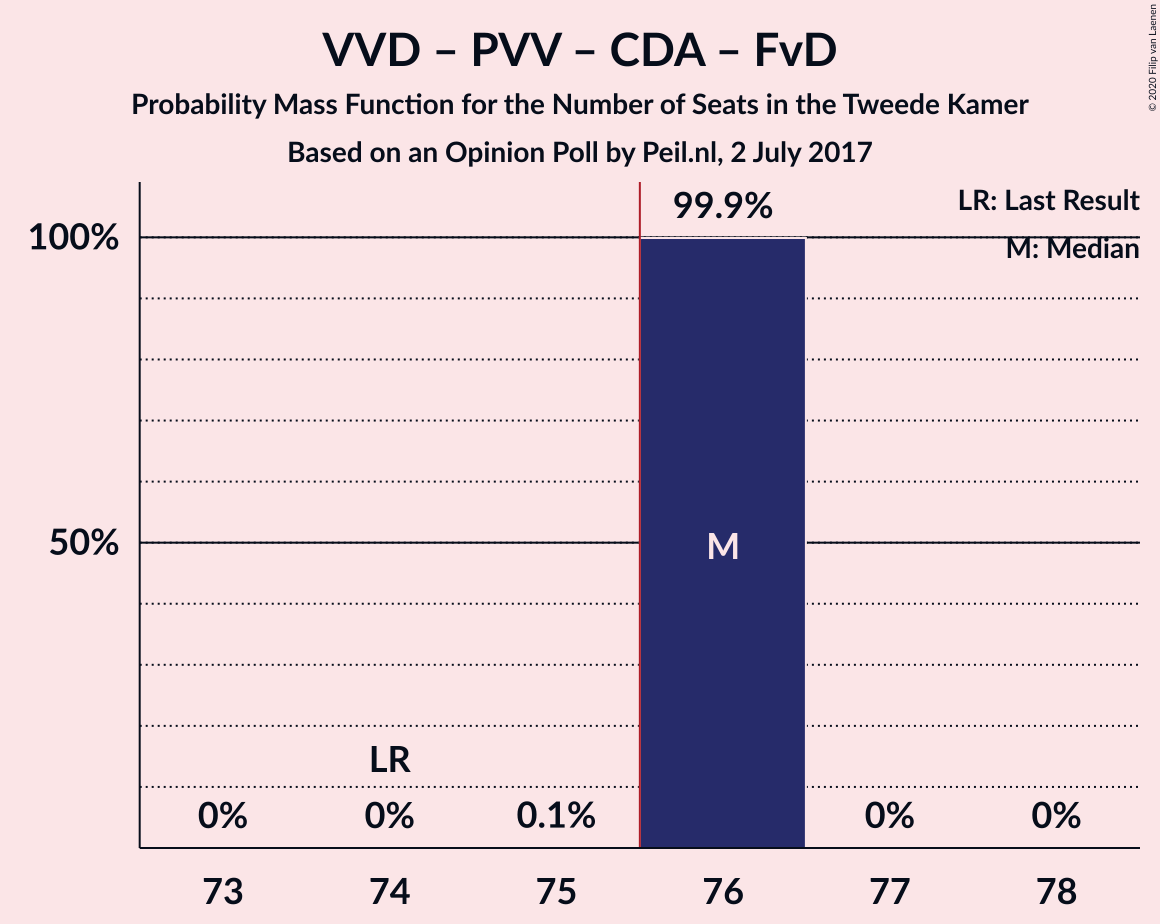 VVD – PVV – CDA – FvD
Probability Mass Function for the Number of Seats in the Tweede Kamer
Based on an Opinion Poll by Peil.nl, 2 July 2017
© 2020 Filip van Laenen
LR: Last Result
M: Median
100%
50%
99.9%
M
LR
0%
0%
0.1%
0%
0%
73
74
75
76
77
78